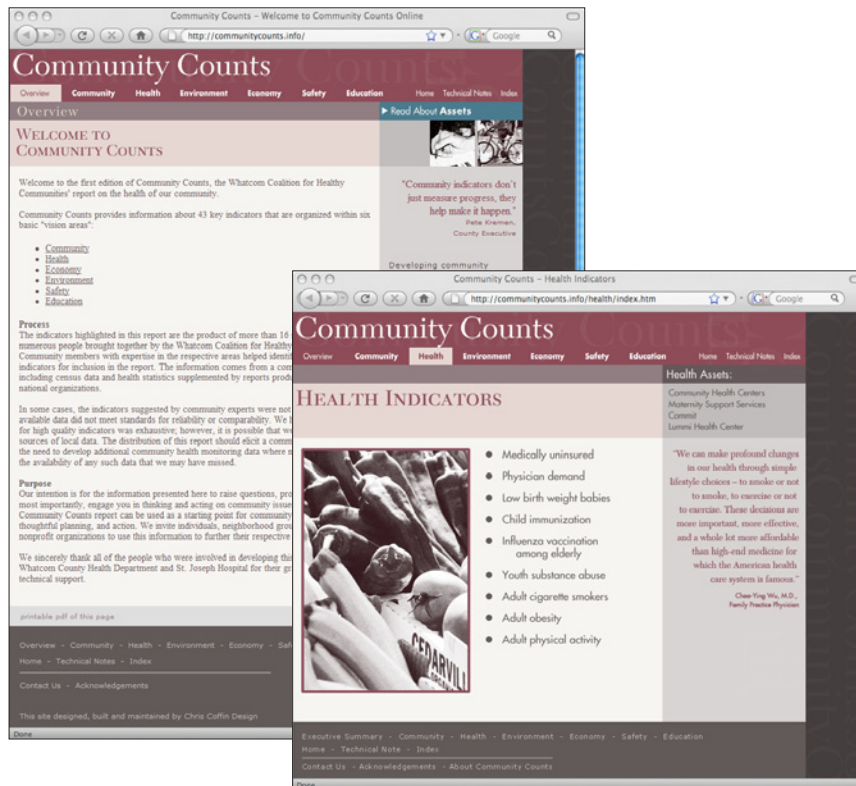 Community Counts – Welcome to Community Counts Online
http://communitycounts.info/
Google
Community Counts
Overview Community Health Environment Economy Safety Education Home Technical Notes Index
Overview
Read About Assets
WELCOME TO
COMMUNITY COUNTS
Welcome to the first edition of Community Counts, the Whatcom Coalition for Healthy
Communities' report on the health of our community.
Community Counts provides information about 43 key indicators that are organized within six
basic "vision areas":
Community
Health
Economy
Environment
Safety
Education
Process
The indicators highlighted in this report are the product of more than 16
numerous people brought together by the Whatcom Coalition for Healthy
Community members with expertise in the respective areas helped identif
indicators for inclusion in the report. The information comes from a com
including census data and health statistics supplemented by reports produ
national organizations.
In some cases, the indicators suggested by community experts were not
available data did not meet standards for reliability or comparability. We
for high quality indicators was exhaustive; however, it is possible that we
sources of local data. The distribution of this report should elicit a comm
the need to develop additional community health monitoring data where
the availability of any such data that we may have missed.
Purpose
Our intention is for the information presented here to raise questions, pro
most importantly, engage you in thinking and acting on community issue
Community Counts report can be used as a starting point for community
thoughtful planning, and action. We invite individuals, neighborhood grou
nonprofit organizations to use this information to further their respective
We sincerely thank all of the people who were involved in developing this
Whatcom County Health Department and St. Joseph Hospital for their
technical support.
printable pdf of this page
Overview - Community - Health - Environment - Economy - Saf
Home - Technical Notes - Index
Contact Us - Acknowledgements
This site designed, built and maintained by Chris Coffin Design
Done
"Community indicators don't
just measure progress, they
help make it happen."
Pete Kremen,
County Executive
Developing community
Community Counts – Health Indicators
http://communitycounts.info/health/index.htm
Google
Community Counts
Overview Community Health Environment Economy Safety Education Home Technical Notes Index
Health Assets:
HEALTH INDICATORS
Community Health Centers
Maternity Support Services
Commit
Lummi Health Center
Medically uninsured
Physician demand
Low birth weight babies
Child immunization
Influenza vaccination
among elderly
Youth substance abuse
Adult cigarette smokers
Adult obesity
Adult physical activity
CEDARVILL
"We can make profound changes
in our health through simple
lifestyle choices – to smoke or not
to smoke, to exercise or not
to exercise. These decisions are
more important, more effective,
and a whole lot more affordable
than high-end medicine for
which the American health
care system is famous."
Chao-Ying Wu, M.D.,
Family Practice Physician
Executive Summary - Community - Health - Environment - Economy - Safety - Education
Home - Technical Note - Index
Contact Us - Acknowledgements - About Community Counts
Done